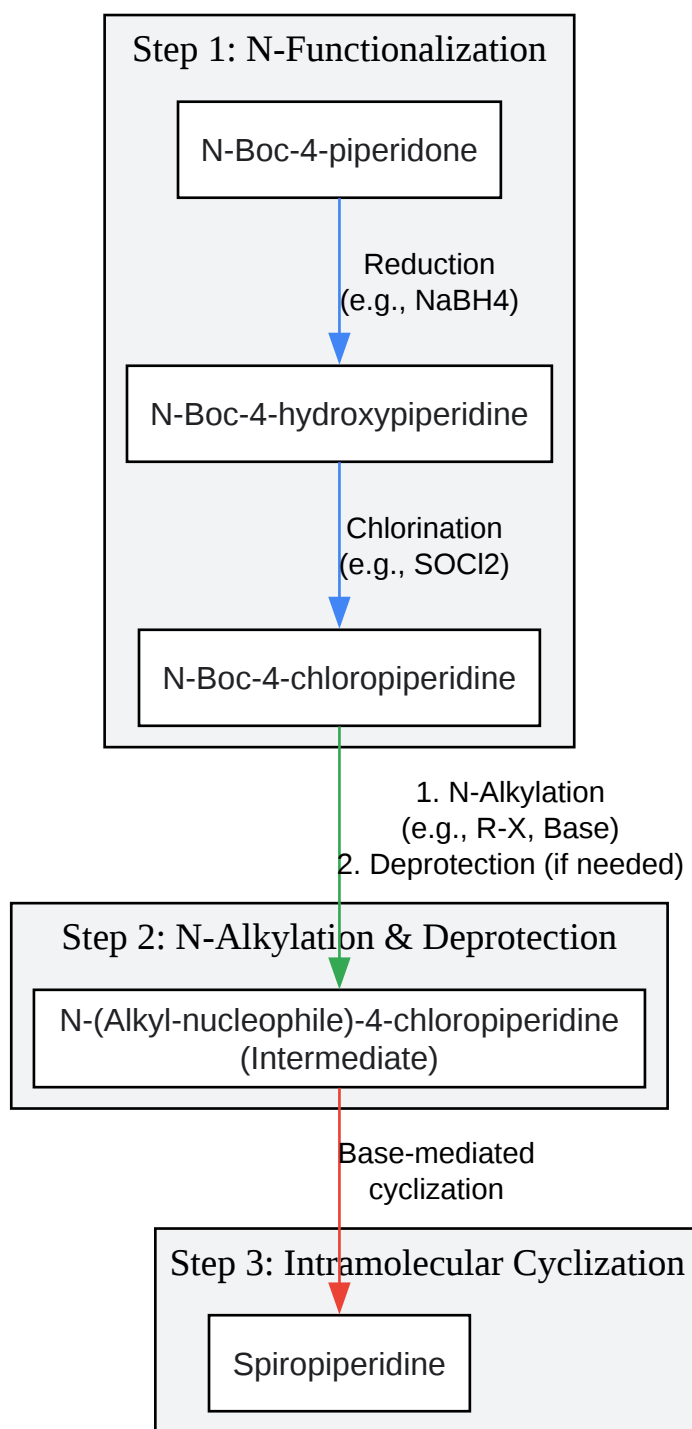 Step 1: N-Functionalization
N-Boc-4-piperidone
Reduction
(e.g., NaBH4)
N-Boc-4-hydroxypiperidine
Chlorination
(e.g., SOCl2)
N-Boc-4-chloropiperidine
1. N-Alkylation
(e.g., R-X, Base)
2. Deprotection (if needed)
Step 2: N-Alkylation & Deprotection
N-(Alkyl-nucleophile)-4-chloropiperidine
(Intermediate)
Base-mediated
cyclization
Step 3: Intramolecular Cyclization
Spiropiperidine